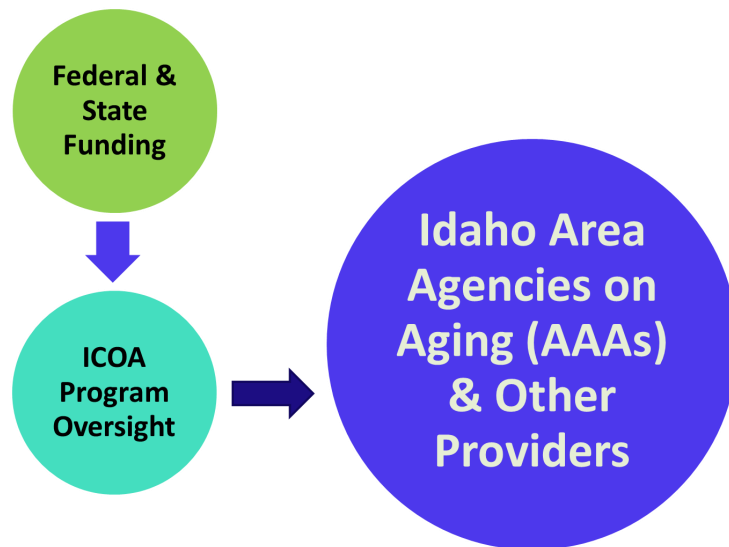 Federal &
State
Funding
ICOA
Program
Oversight
Idaho Area
Agencies on
Aging (AAAs)
& Other
Providers